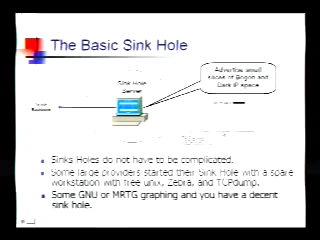 The Basic Sink Hole
Advertise small
slices of Bogon and
Dark IP space
Sink Hole
Server
Sinks Holes do not have to be complicated.
Some large providers started their Sink Hole with a spare
workstation with free unix, Zebra, and TCPdump.
Some GNU or MRTG graphing and you have a decent
sink hole.